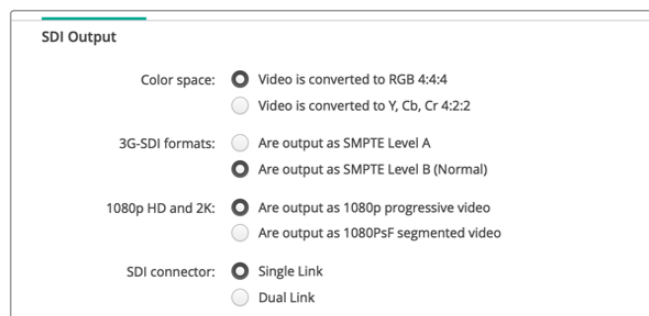 SDI Output
Color space: Video is converted to RGB 4:4:4
Video is converted to Y, Cb, Cr 4:2:2
3G-SDI formats: Are output as SMPTE Level A
Are output as SMPTE Level B (Normal)
1080p HD and 2K: Are output as 1080p progressive video
Are output as 1080PsF segmented video
SDI connector: Single Link
Dual Link